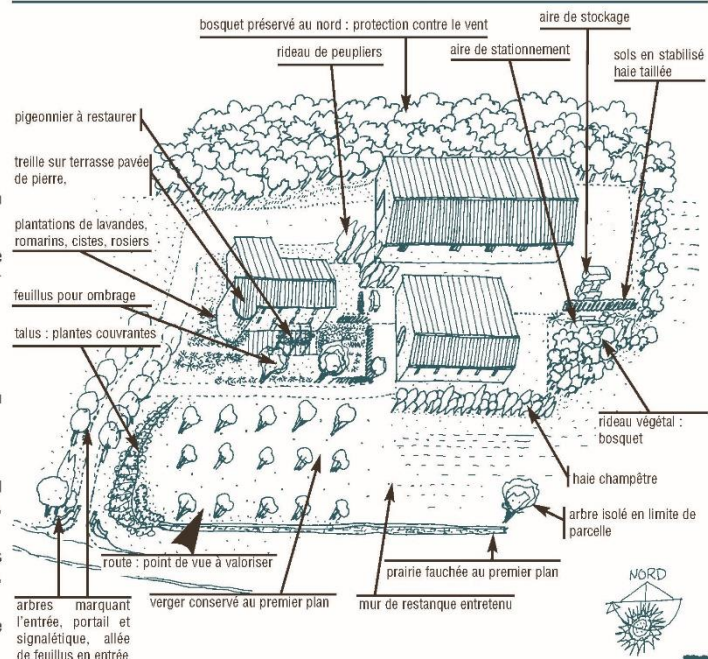 bosquet préservé au nord : protection contre le vent
aire de stockage
rideau de peupliers
aire de stationnement
sols en stabilisé
haie taillée
pigeonnier à restaurer
treille sur terrasse pavée
de pierre,
plantations de lavandes,
romarins, cistes, rosiers
feuillus pour ombrage
talus : plantes couvrantes
rideau végétal :
bosquet
haie champêtre
arbre isolé en limite de
parcelle
route : point de vue à valoriser
prairie fauchée au premier plan
verger conservé au premier plan
mur de restanque entretenu
arbres marquant
l'entrée, portail et
signalétique, allée
de feuillus en entrée
NORD